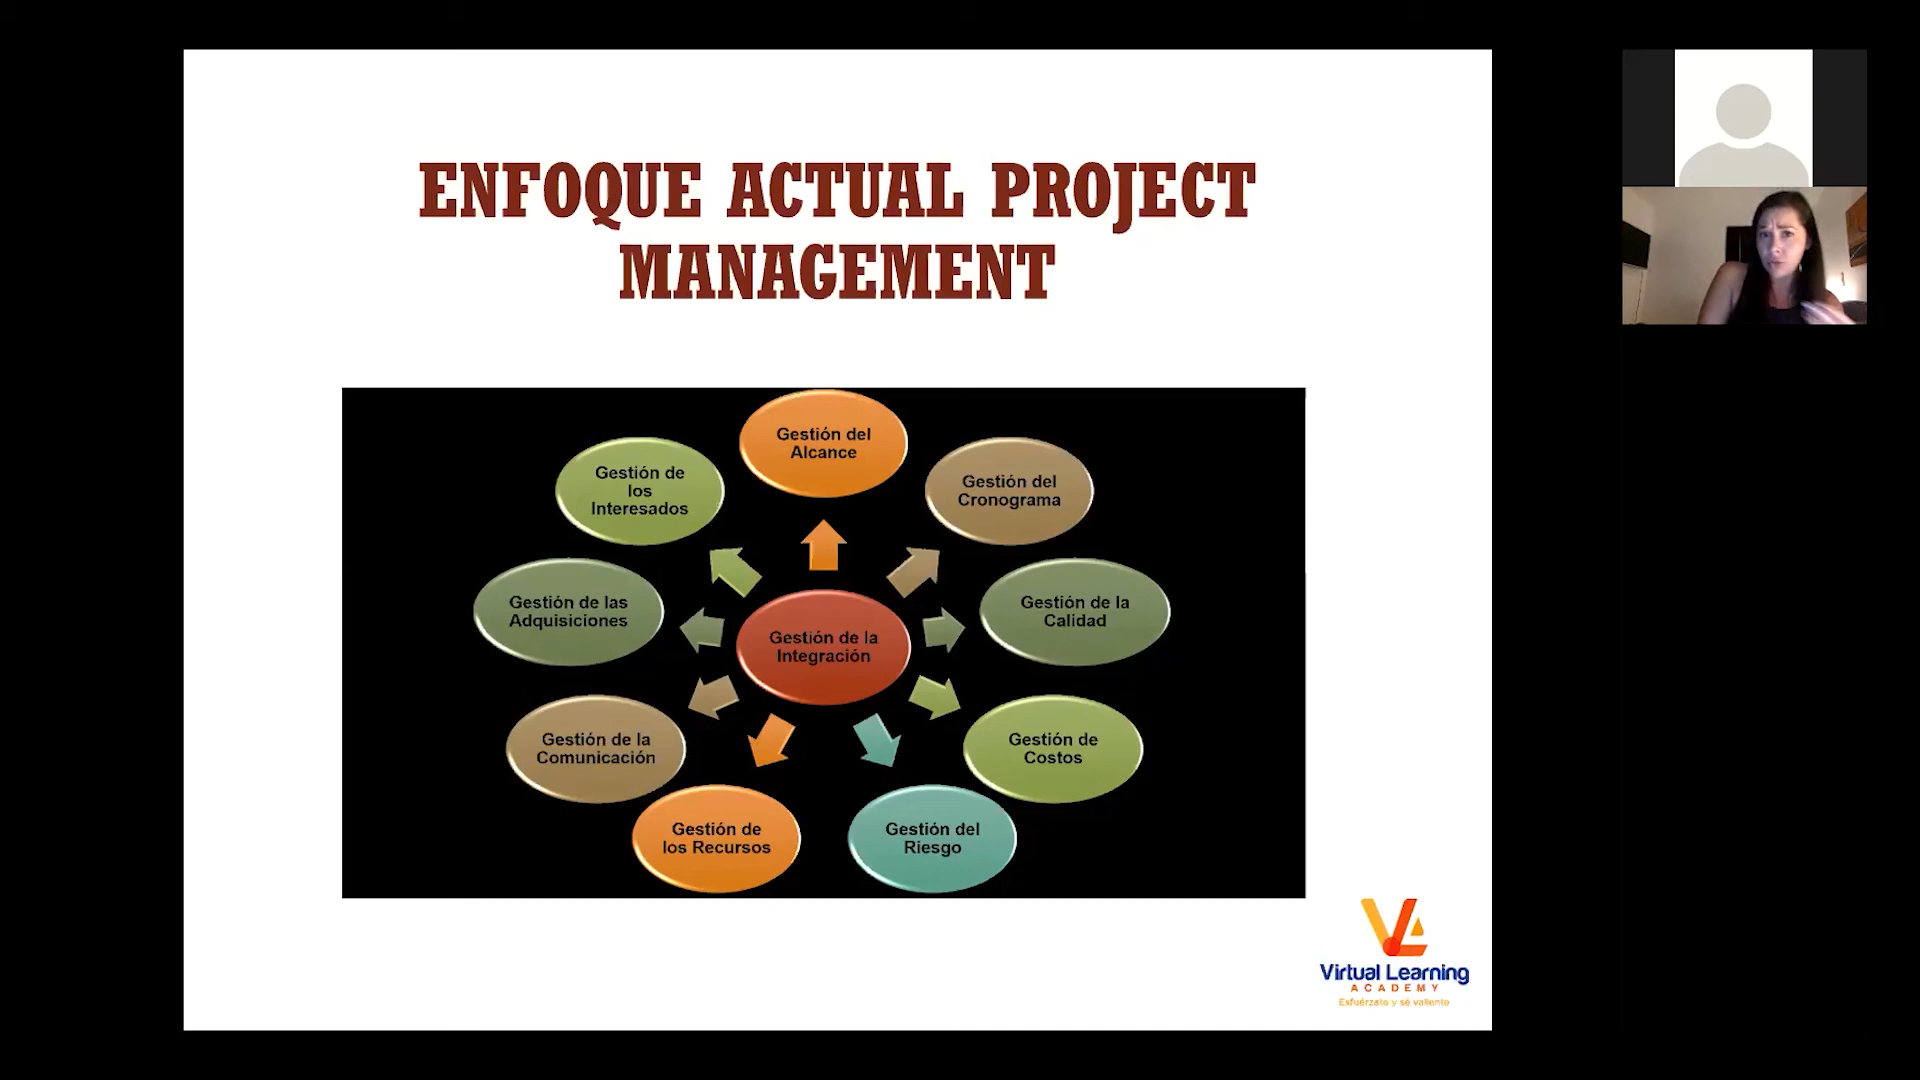 ENFOQUE ACTUAL PROJECT
MANAGEMENT
Gestión del
Alcance
Gestión del
Cronograma
Gestión de la
Calidad
Gestión de
Costos
Gestión del
Riesgo
Gestión de
los Recursos
Gestión de la
Comunicación
Gestión de las
Adquisiciones
Gestión de
los
Interesados
Gestión de la
Integración
Virtual Learning
ACADEMY
Esfuérzate y sé valiente